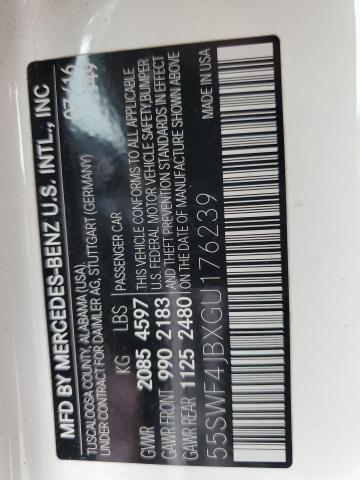 MFD BY MERCEDES-BENZ U.S. INTL., INC
TUSCALOOSA COUNTY, ALABAMA (USA)
UNDER CONTRACT FOR DAIMLER AG, STUTTGART (GERMANY)
KG LBS PASSENGER CAR
GVWR 2085 4597
GAWR FRONT 990 2183
GAWR REAR 1125 2480
THIS VEHICLE CONFORMS TO ALL APPLICABLE
U.S. FEDERAL MOTOR VEHICLE SAFETY, BUMPER,
AND THEFT PREVENTION STANDARDS IN EFFECT
ON THE DATE OF MANUFACTURE SHOWN ABOVE
55SWF4JBXGU176239
MADE IN USA